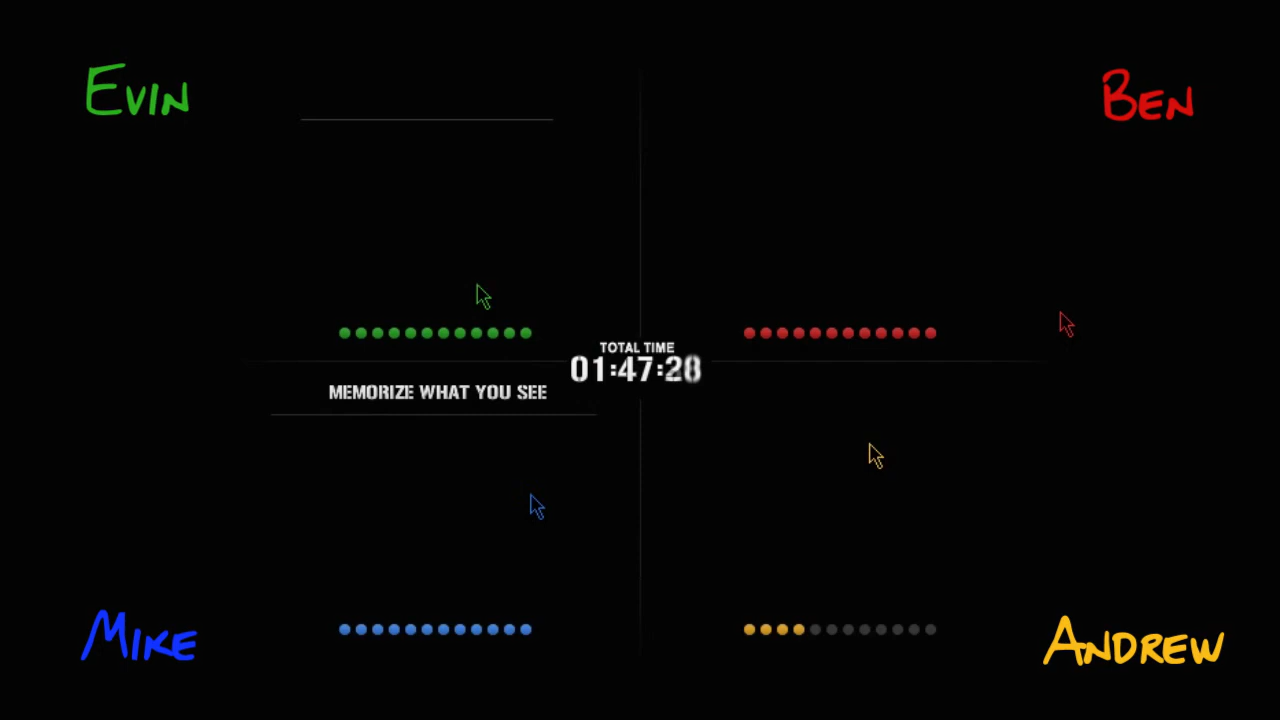 EVIN
BEN
TOTAL TIME
01:47:28
MEMORIZE WHAT YOU SEE
MIKE
ANDREW